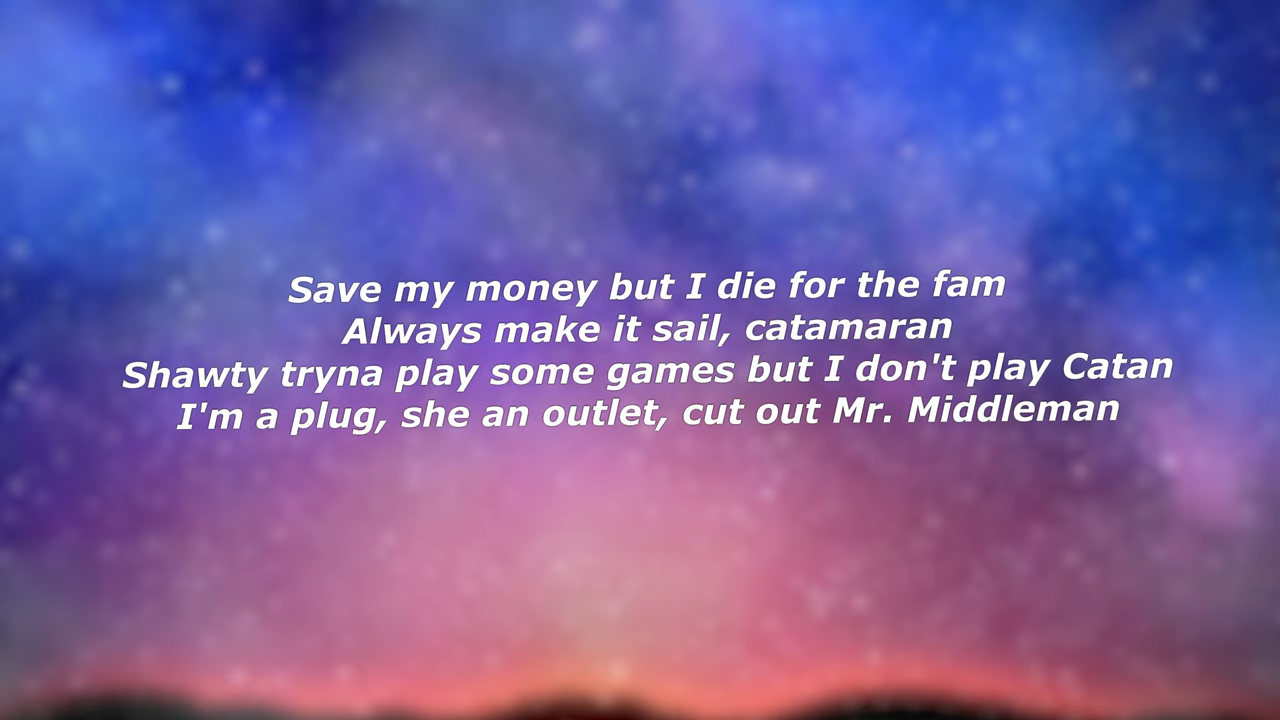 Save my money but I die for the fam
Always make it sail, catamaran
Shawty tryna play some games but I don't play Catan
I'm a plug, she an outlet, cut out Mr. Middleman